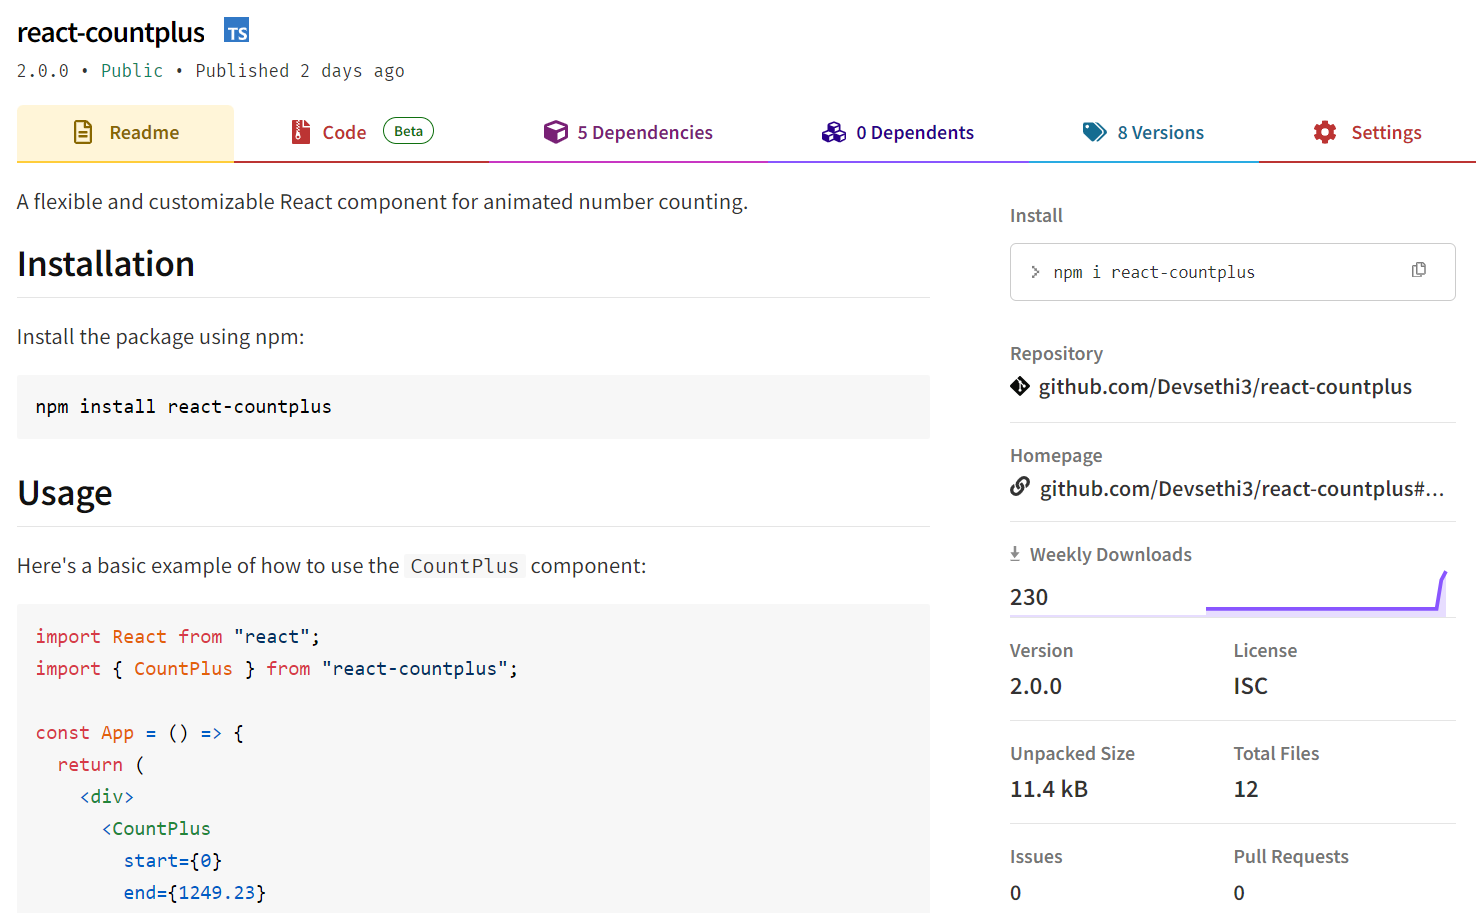 react-countplus TS
2.0.0 • Public • Published 2 days ago
Readme
Code Beta
5 Dependencies
0 Dependents
8 Versions
Settings
A flexible and customizable React component for animated number counting.
Installation
Install the package using npm:
npm install react-countplus
Usage
Here's a basic example of how to use the CountPlus component:
import React from "react";
import { CountPlus } from "react-countplus";
const App = () => {
return (
<div>
<CountPlus
start={0}
end={1249.23}
Install
> npm i react-countplus
Repository
github.com/Devsethi3/react-countplus
Homepage
github.com/Devsethi3/react-countplus#...
Weekly Downloads
230
Version
2.0.0
License
ISC
Unpacked Size
11.4 kB
Total Files
12
Issues
0
Pull Requests
0